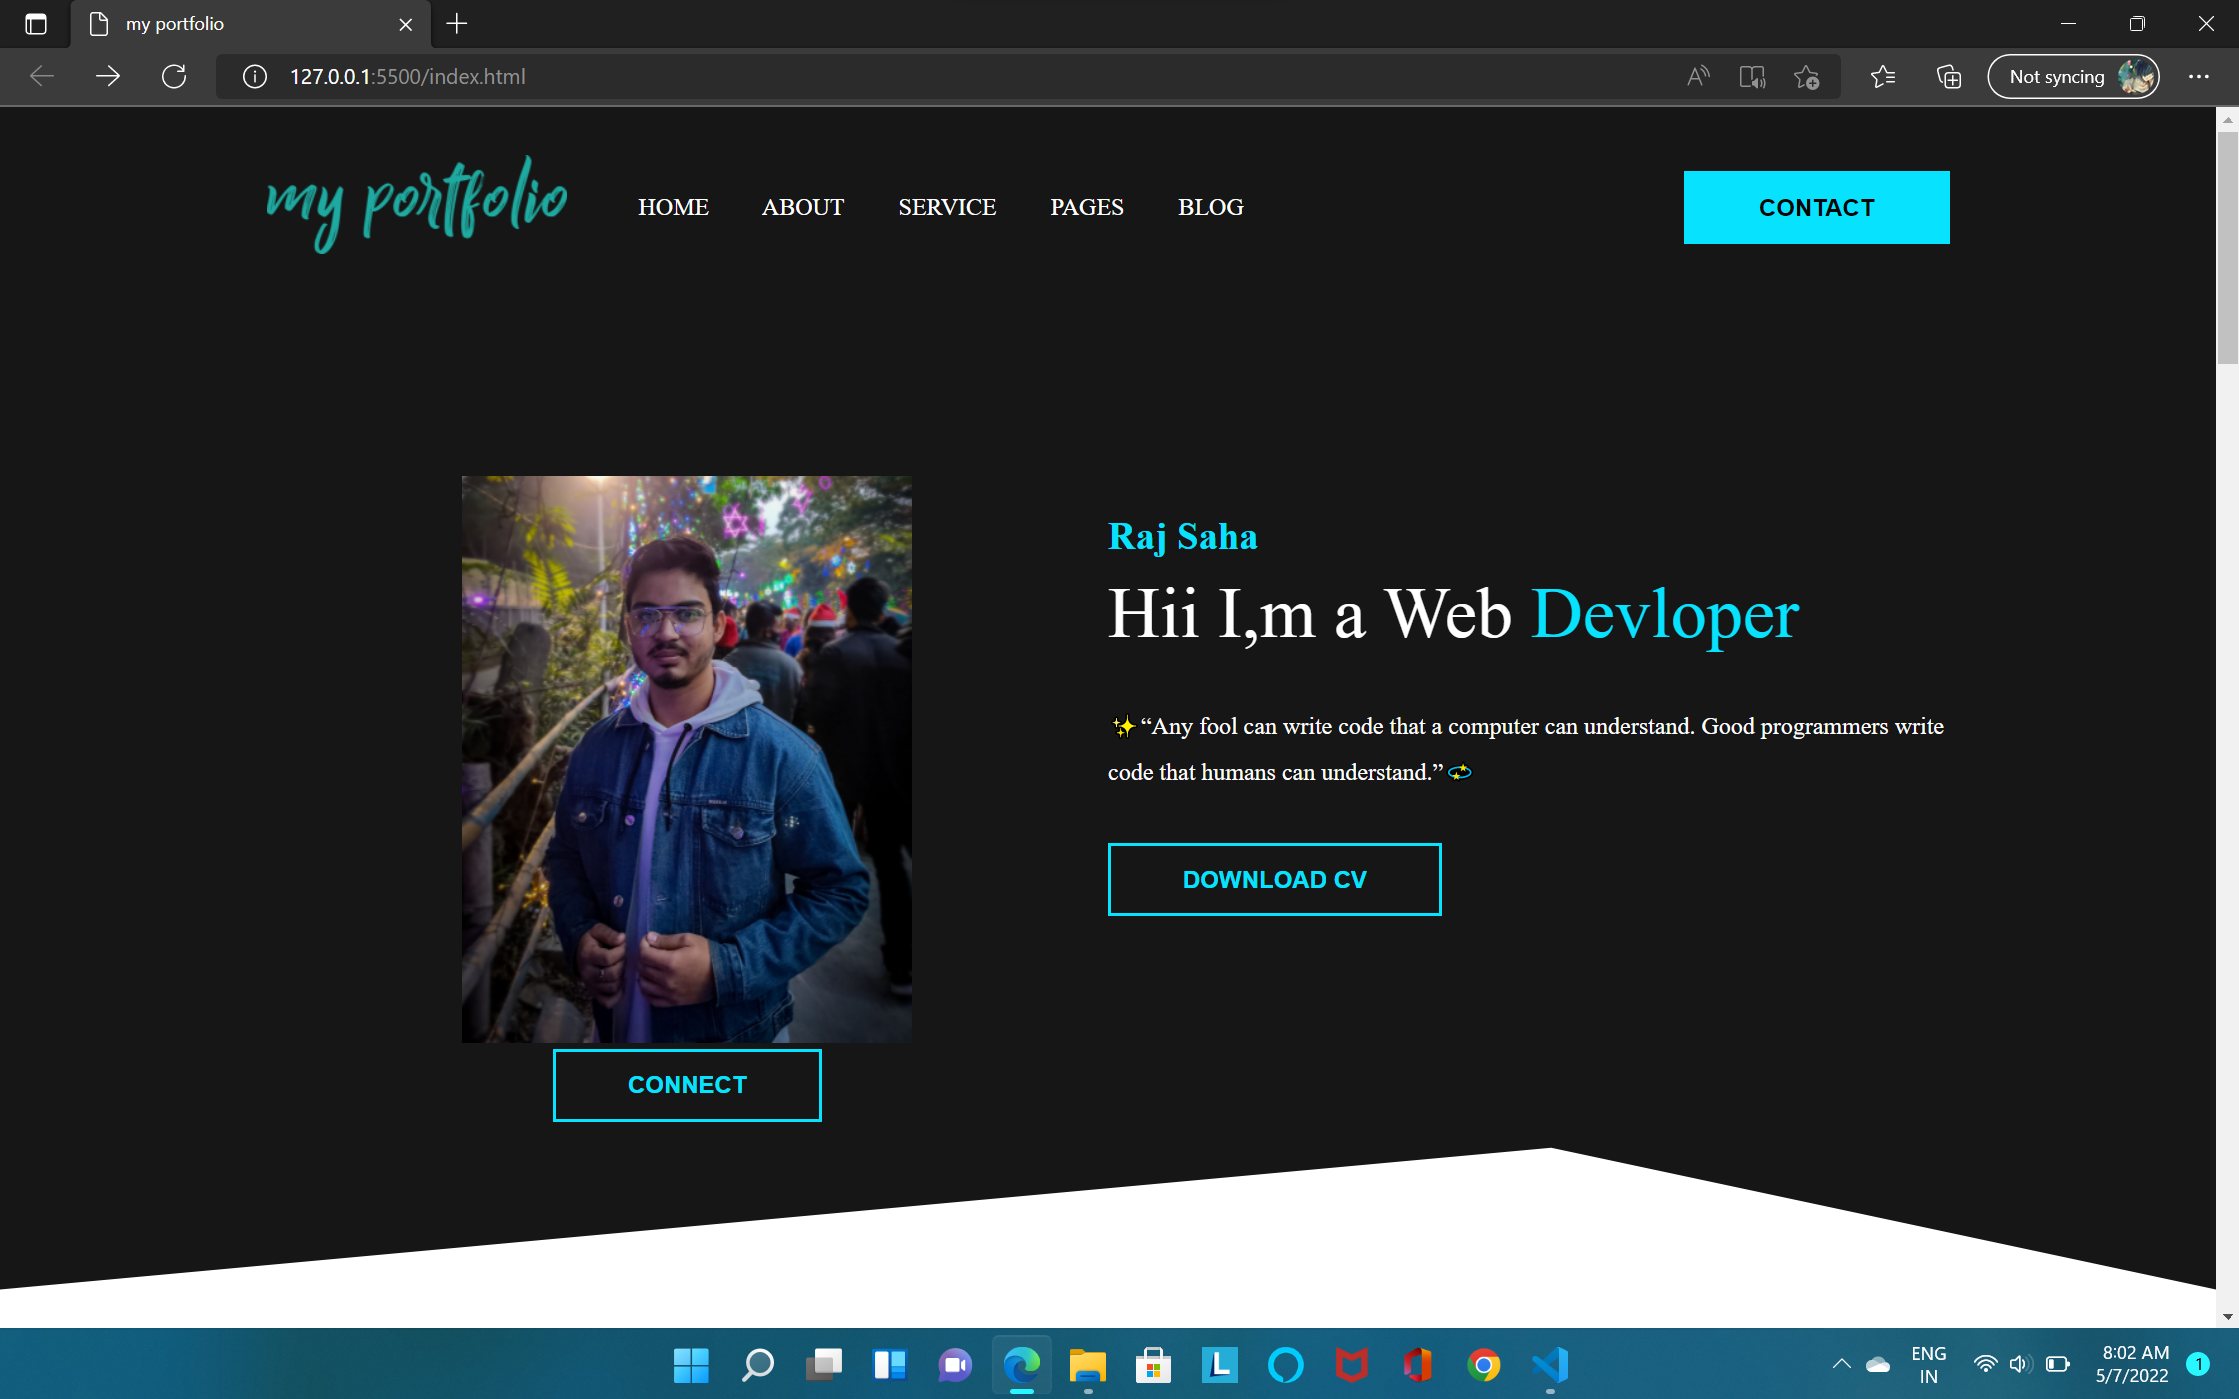 my portfolio
127.0.0.1:5500/index.html
Not syncing
my portfolio
HOME ABOUT SERVICE PAGES BLOG
CONTACT
Raj Saha
Hii I,m a Web Devloper
✨“Any fool can write code that a computer can understand. Good programmers write
code that humans can understand.”💫
DOWNLOAD CV
CONNECT
ENG
IN
8:02 AM
5/7/2022
1